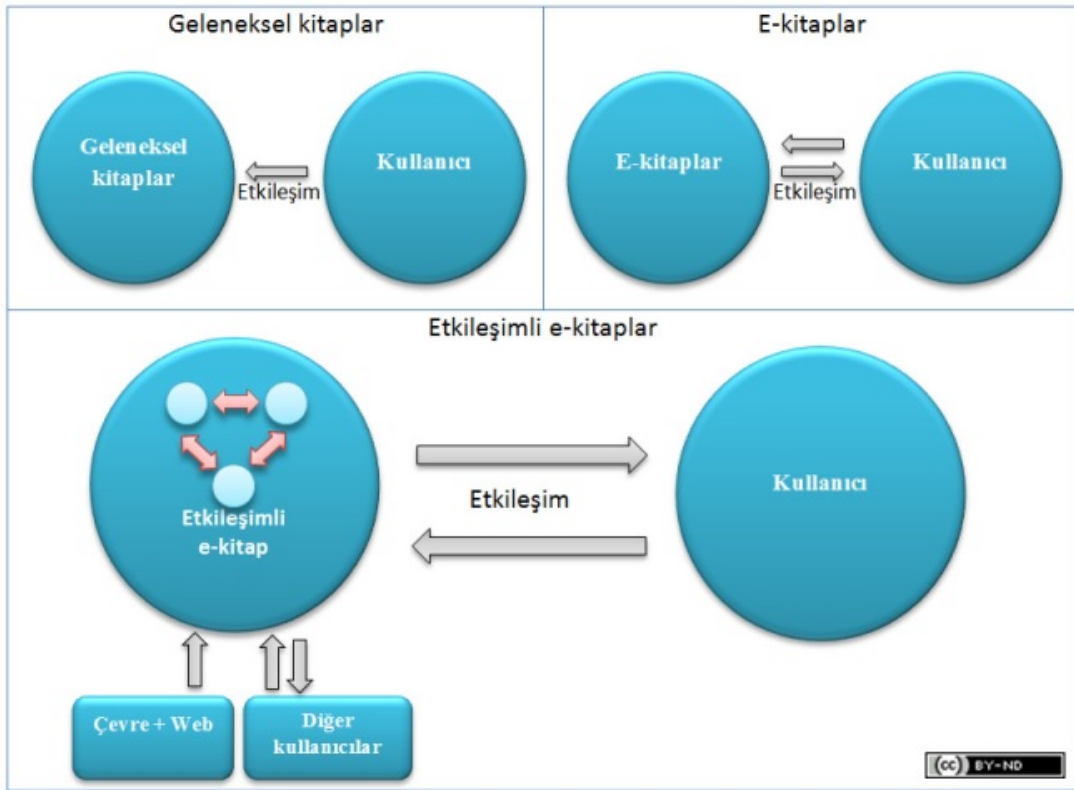 Geleneksel kitaplar
Geleneksel
kitaplar
Etkileşim
Kullanıcı
E-kitaplar
E-kitaplar
Etkileşim
Kullanıcı
Etkileşimli e-kitaplar
Etkileşimli
e-kitap
Etkileşim
Kullanıcı
Çevre + Web
Diğer
kullanıcılar
(cc) BY-ND